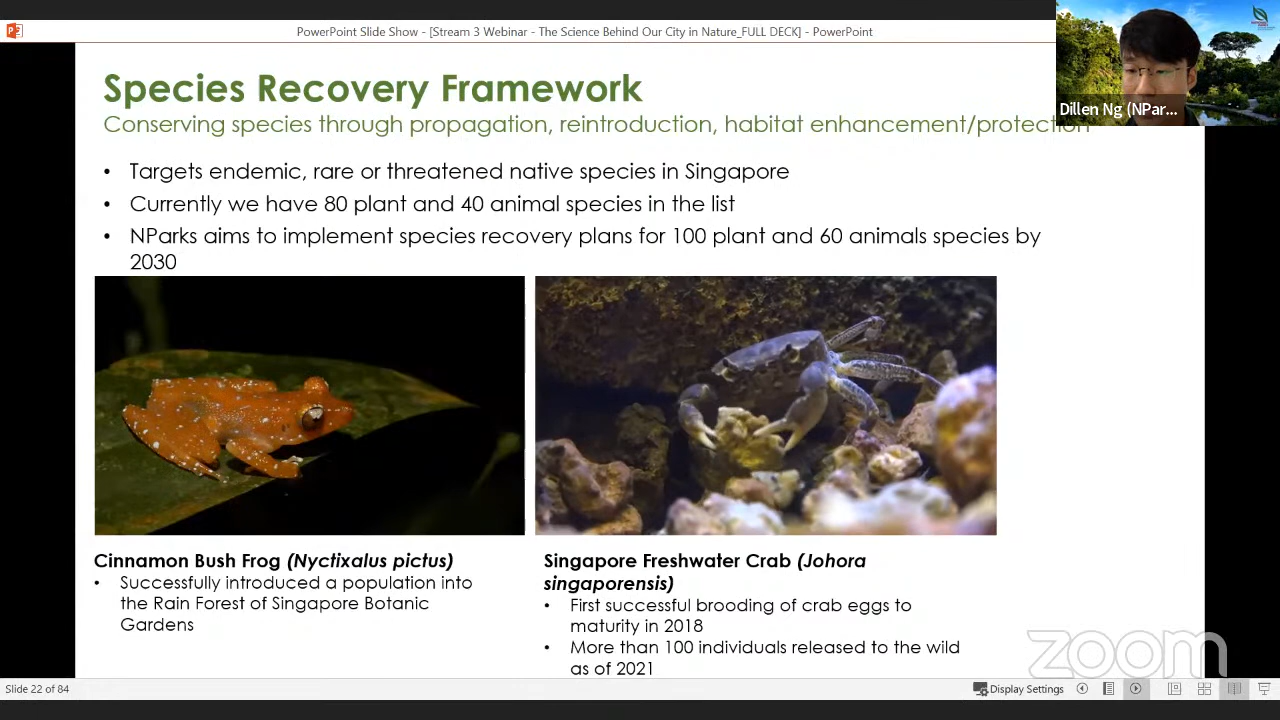 PowerPoint Slide Show - [Stream 3 Webinar - The Science Behind Our City in Nature_FULL DECK] - PowerPoint
Dillen Ng (NPar...
Species Recovery Framework
Conserving species through propagation, reintroduction, habitat enhancement/protection
• Targets endemic, rare or threatened native species in Singapore
• Currently we have 80 plant and 40 animal species in the list
• NParks aims to implement species recovery plans for 100 plant and 60 animals species by
2030
Cinnamon Bush Frog (Nyctixalus pictus)
• Successfully introduced a population into
the Rain Forest of Singapore Botanic
Gardens
Singapore Freshwater Crab (Johora
singaporensis)
• First successful brooding of crab eggs to
maturity in 2018
• More than 100 individuals released to the wild
as of 2021
zoom
Slide 22 of 84
Display Settings